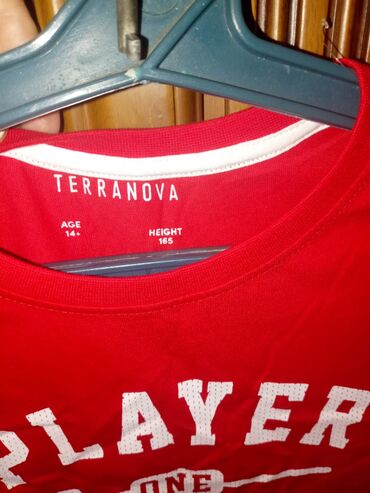 TERRANOVA
AGE HEIGHT
14+ 165
PLAYER
ONE